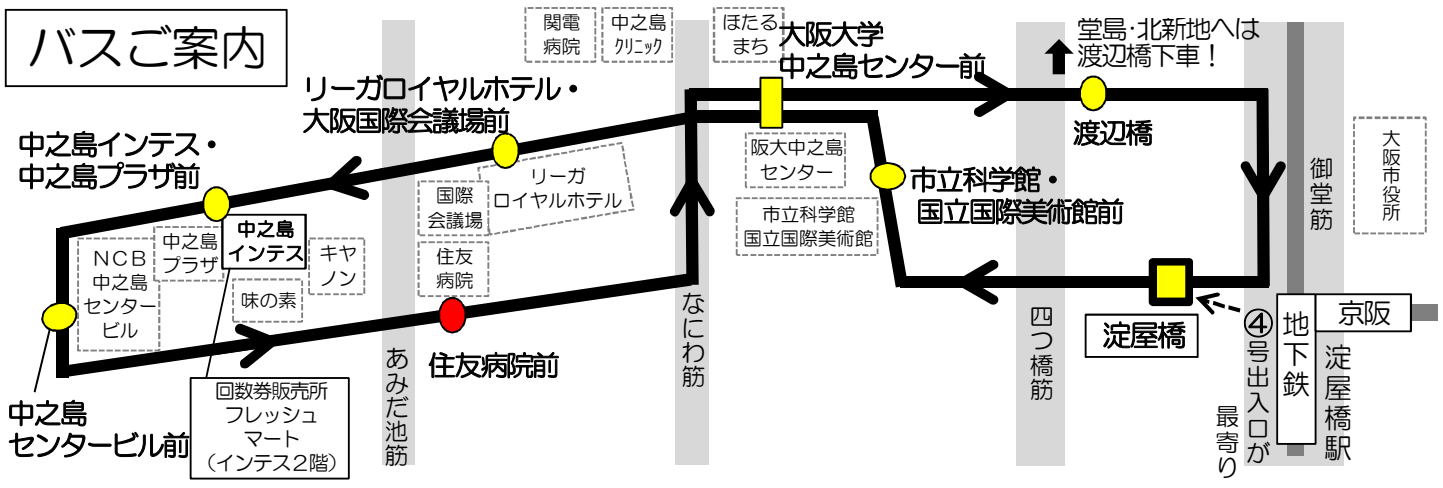 バスご案内
関電
病院
中之島
クリニック
ほたる
まち
大阪大学
中之島センター前
堂島・北新地へは
渡辺橋下車！
リーガロイヤルホテル・
大阪国際会議場前
中之島インテス・
中之島プラザ前
渡辺橋
大阪市役所
御堂筋
阪大中之島
センター
リーガ
ロイヤルホテル
国際
会議場
市立科学館・
国立国際美術館前
市立科学館
国立国際美術館
中之島
インテス
中之島
プラザ
キヤ
ノン
NCB
中之島
センター
ビル
味の素
住友
病院
住友病院前
なにわ筋
四つ橋筋
淀屋橋
④号出入口が
最寄り
地下鉄
京阪
淀屋橋駅
あみだ池筋
中之島
センタービル前
回数券販売所
フレッシュ
マート
（インテス2階）